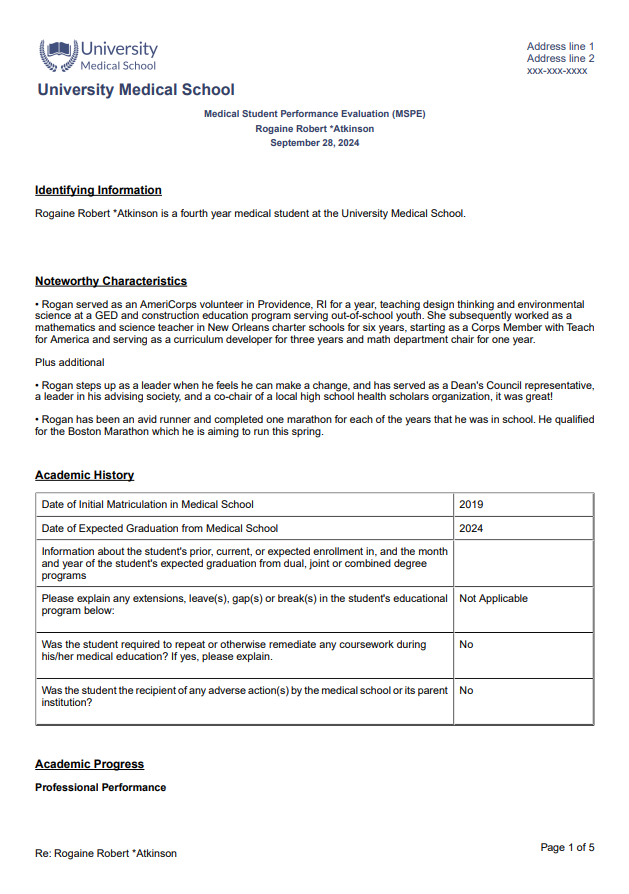 University
Medical School
Address line 1
Address line 2
xxx-xxx-xxxx
University Medical School
Medical Student Performance Evaluation (MSPE)
Rogaine Robert *Atkinson
September 28, 2024
Identifying Information
Rogaine Robert *Atkinson is a fourth year medical student at the University Medical School.
Noteworthy Characteristics
• Rogan served as an AmeriCorps volunteer in Providence, RI for a year, teaching design thinking and environmental
science at a GED and construction education program serving out-of-school youth. She subsequently worked as a
mathematics and science teacher in New Orleans charter schools for six years, starting as a Corps Member with Teach
for America and serving as a curriculum developer for three years and math department chair for one year.
Plus additional
• Rogan steps up as a leader when he feels he can make a change, and has served as a Dean's Council representative,
a leader in his advising society, and a co-chair of a local high school health scholars organization, it was great!
• Rogan has been an avid runner and completed one marathon for each of the years that he was in school. He qualified
for the Boston Marathon which he is aiming to run this spring.
Academic History
Date of Initial Matriculation in Medical School 2019
Date of Expected Graduation from Medical School 2024
Information about the student's prior, current, or expected enrollment in, and the month
and year of the student's expected graduation from dual, joint or combined degree
programs
Please explain any extensions, leave(s), gap(s) or break(s) in the student's educational Not Applicable
program below:
Was the student required to repeat or otherwise remediate any coursework during No
his/her medical education? If yes, please explain.
Was the student the recipient of any adverse action(s) by the medical school or its parent No
institution?
Academic Progress
Professional Performance
Re: Rogaine Robert *Atkinson
Page 1 of 5